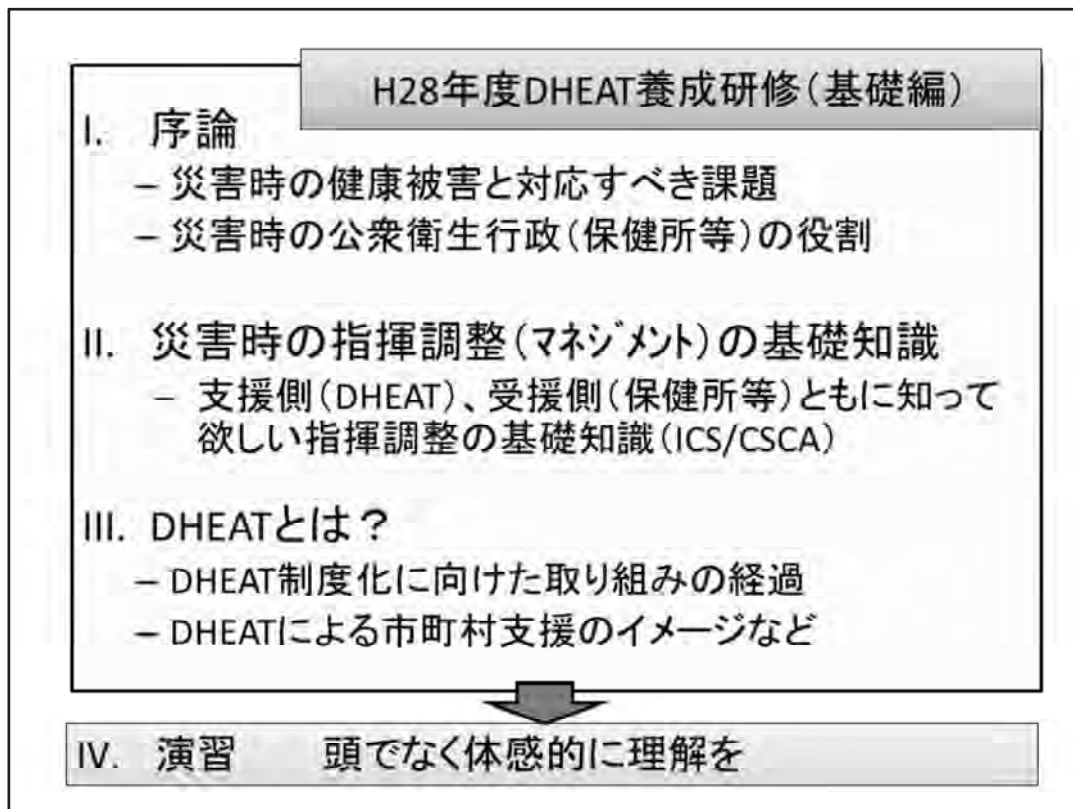 H28年度DHEAT養成研修(基礎編)
I. 序論
– 災害時の健康被害と対応すべき課題
– 災害時の公衆衛生行政(保健所等)の役割
II. 災害時の指揮調整(マネジメント)の基礎知識
– 支援側(DHEAT)、受援側(保健所等)ともに知って
欲しい指揮調整の基礎知識(ICS/CSCA)
III. DHEATとは?
– DHEAT制度化に向けた取り組みの経過
– DHEATによる市町村支援のイメージなど
IV. 演習 頭でなく体感的に理解を